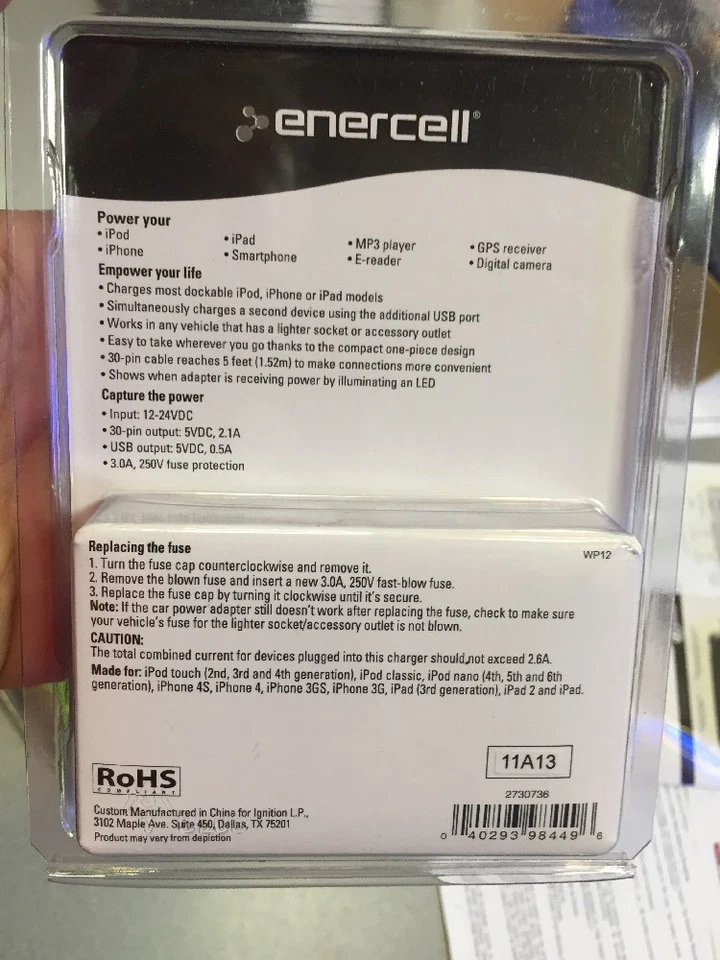 enercell®
Power your
• iPod • iPad • MP3 player • GPS receiver
• iPhone • Smartphone • E-reader • Digital camera
Empower your life
• Charges most dockable iPod, iPhone or iPad models
• Simultaneously charges a second device using the additional USB port
• Works in any vehicle that has a lighter socket or accessory outlet
• Easy to take wherever you go thanks to the compact one-piece design
• 30-pin cable reaches 5 feet (1.52m) to make connections more convenient
• Shows when adapter is receiving power by illuminating an LED
Capture the power
• Input: 12-24VDC
• 30-pin output: 5VDC, 2.1A
• USB output: 5VDC, 0.5A
• 3.0A, 250V fuse protection
Replacing the fuse
WP12
1. Turn the fuse cap counterclockwise and remove it.
2. Remove the blown fuse and insert a new 3.0A, 250V fast-blow fuse.
3. Replace the fuse cap by turning it clockwise until it's secure.
Note: If the car power adapter still doesn't work after replacing the fuse, check to make sure
your vehicle's fuse for the lighter socket/accessory outlet is not blown.
CAUTION:
The total combined current for devices plugged into this charger should not exceed 2.6A.
Made for: iPod touch (2nd, 3rd and 4th generation), iPod classic, iPod nano (4th, 5th and 6th
generation), iPhone 4S, iPhone 4, iPhone 3GS, iPhone 3G, iPad (3rd generation), iPad 2 and iPad.
11A13
RoHS
COMPLIANT
2730736
Custom Manufactured in China for Ignition L.P.,
3102 Maple Ave. Suite 450, Dallas, TX 75201
Product may vary from depiction
0 40293 98449 6